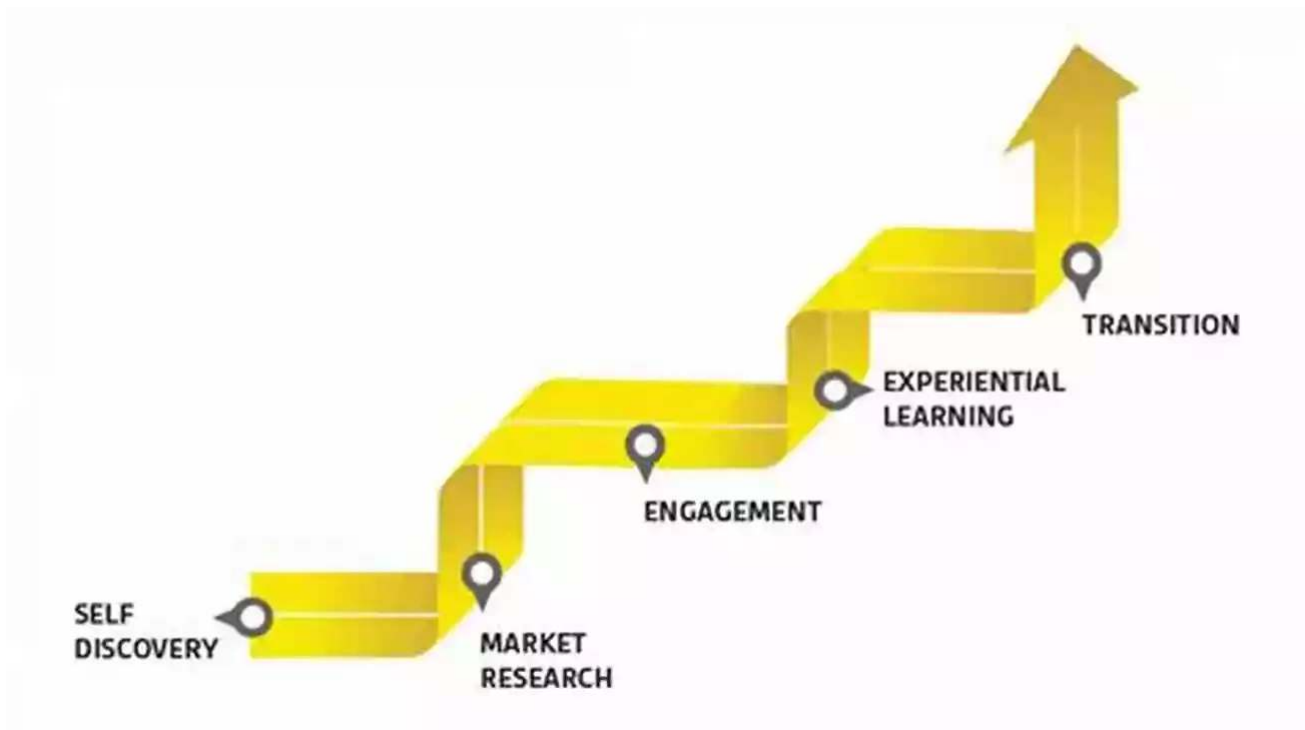 SELF
DISCOVERY
MARKET
RESEARCH
ENGAGEMENT
EXPERIENTIAL
LEARNING
TRANSITION